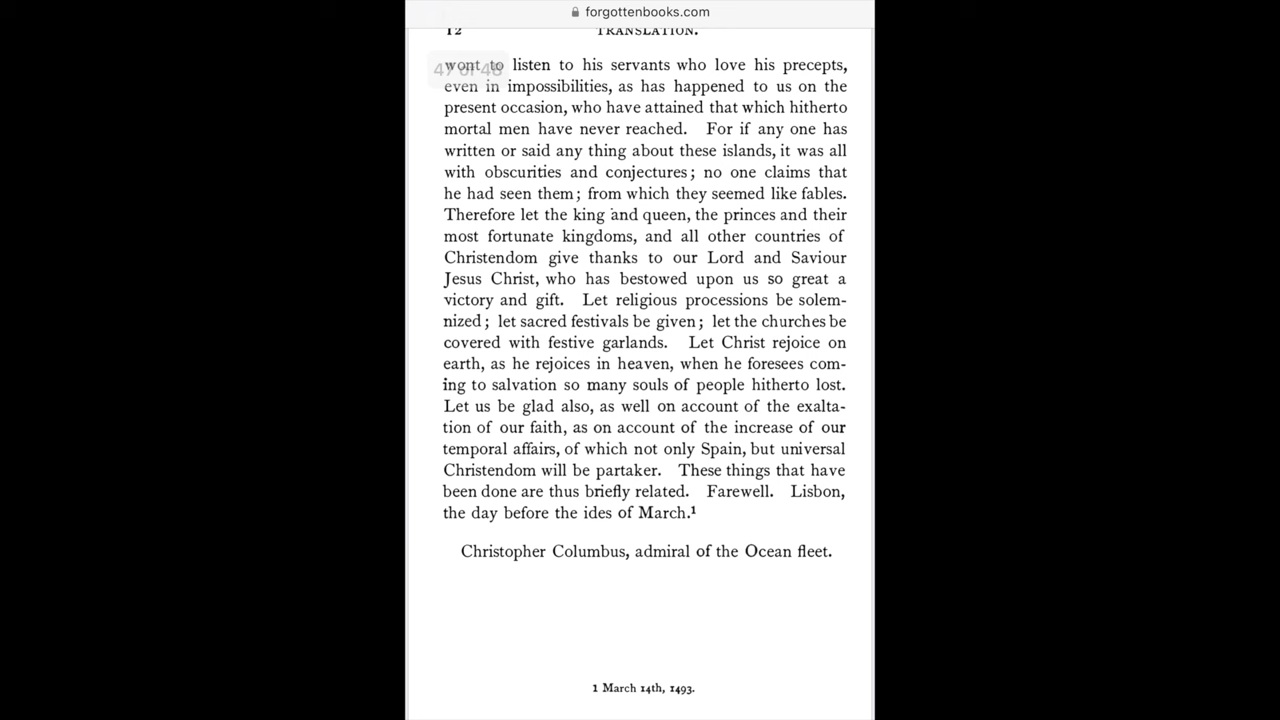 forgottenbooks.com
12 TRANSLATION.
47 of 48
wont to listen to his servants who love his precepts,
even in impossibilities, as has happened to us on the
present occasion, who have attained that which hitherto
mortal men have never reached. For if any one has
written or said any thing about these islands, it was all
with obscurities and conjectures; no one claims that
he had seen them; from which they seemed like fables.
Therefore let the king and queen, the princes and their
most fortunate kingdoms, and all other countries of
Christendom give thanks to our Lord and Saviour
Jesus Christ, who has bestowed upon us so great a
victory and gift. Let religious processions be solem-
nized; let sacred festivals be given; let the churches be
covered with festive garlands. Let Christ rejoice on
earth, as he rejoices in heaven, when he foresees com-
ing to salvation so many souls of people hitherto lost.
Let us be glad also, as well on account of the exalta-
tion of our faith, as on account of the increase of our
temporal affairs, of which not only Spain, but universal
Christendom will be partaker. These things that have
been done are thus briefly related. Farewell. Lisbon,
the day before the ides of March.¹
Christopher Columbus, admiral of the Ocean fleet.
1 March 14th, 1493.